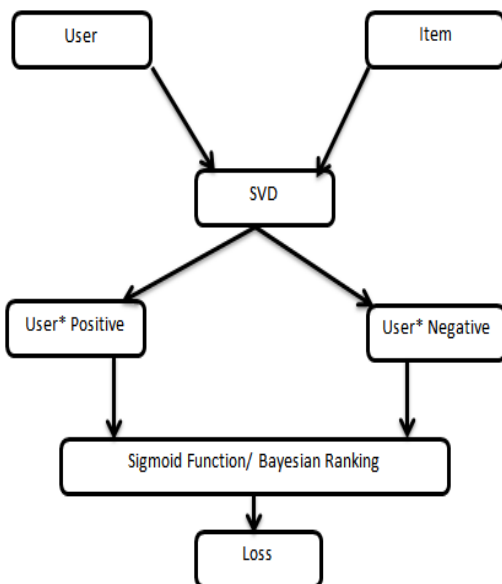 User
Item
SVD
User* Positive
User* Negative
Sigmoid Function/ Bayesian Ranking
Loss